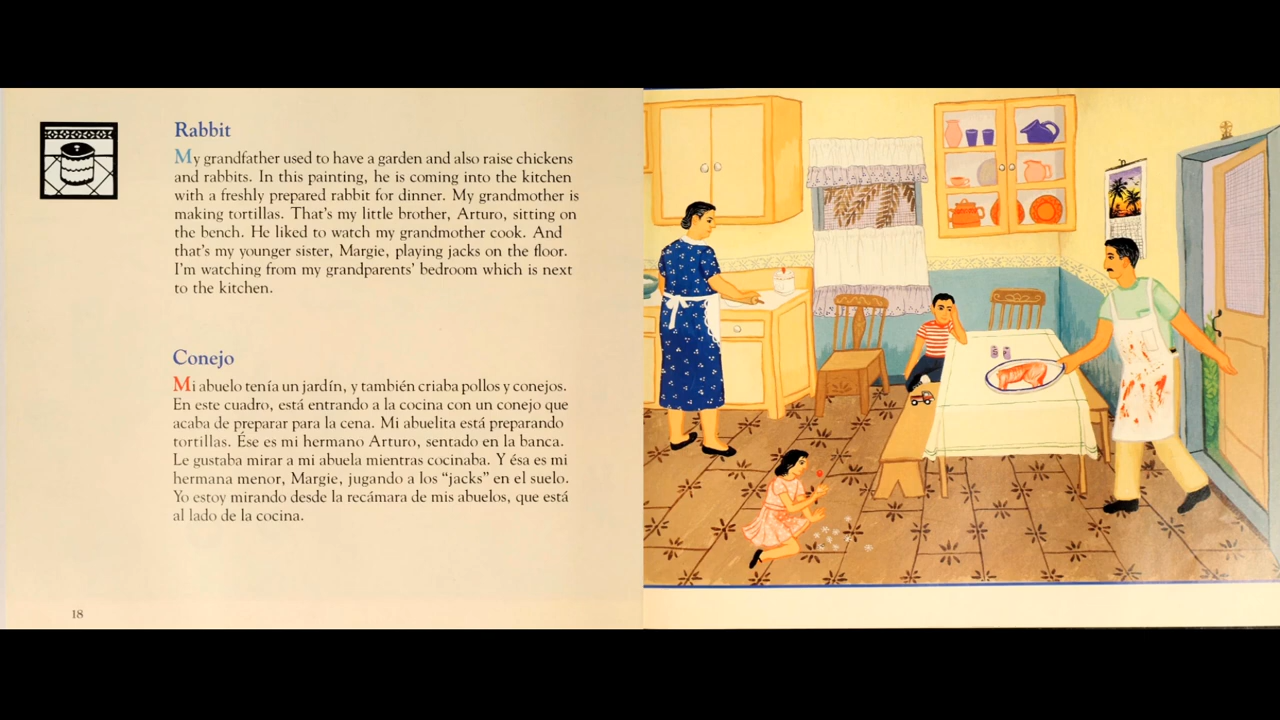 Rabbit
My grandfather used to have a garden and also raise chickens
and rabbits. In this painting, he is coming into the kitchen
with a freshly prepared rabbit for dinner. My grandmother is
making tortillas. That's my little brother, Arturo, sitting on
the bench. He liked to watch my grandmother cook. And
that's my younger sister, Margie, playing jacks on the floor.
I'm watching from my grandparents' bedroom which is next
to the kitchen.
Conejo
Mi abuelo tenía un jardín, y también criaba pollos y conejos.
En este cuadro, está entrando a la cocina con un conejo que
acaba de preparar para la cena. Mi abuelita está preparando
tortillas. Ése es mi hermano Arturo, sentado en la banca.
Le gustaba mirar a mi abuela mientras cocinaba. Y ésa es mi
hermana menor, Margie, jugando a los "jacks" en el suelo.
Yo estoy mirando desde la recámara de mis abuelos, que está
al lado de la cocina.
18